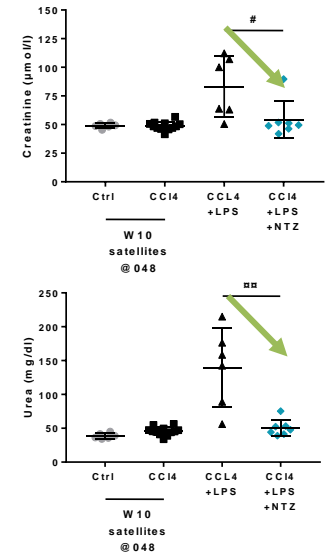 #
150
125
100
75
50
25
0
Creatinine (µmol/l)
Ctrl CCl4 CCL4 CCl4
+LPS +LPS
+NTZ
W10
satellites
@048
¤¤
250
200
150
100
50
0
Urea (mg/dl)
Ctrl CCl4 CCL4 CCl4
+LPS +LPS
+NTZ
W10
satellites
@048